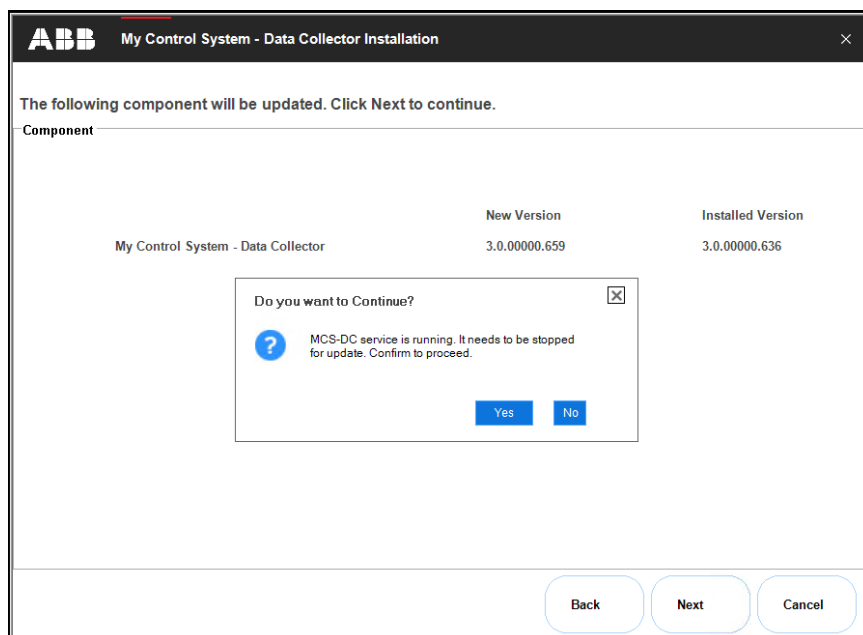 ABB My Control System - Data Collector Installation
The following component will be updated. Click Next to continue.
Component
New Version Installed Version
My Control System - Data Collector 3.0.00000.659 3.0.00000.636
Do you want to Continue?
?
MCS-DC service is running. It needs to be stopped
for update. Confirm to proceed.
Yes No
Back Next Cancel